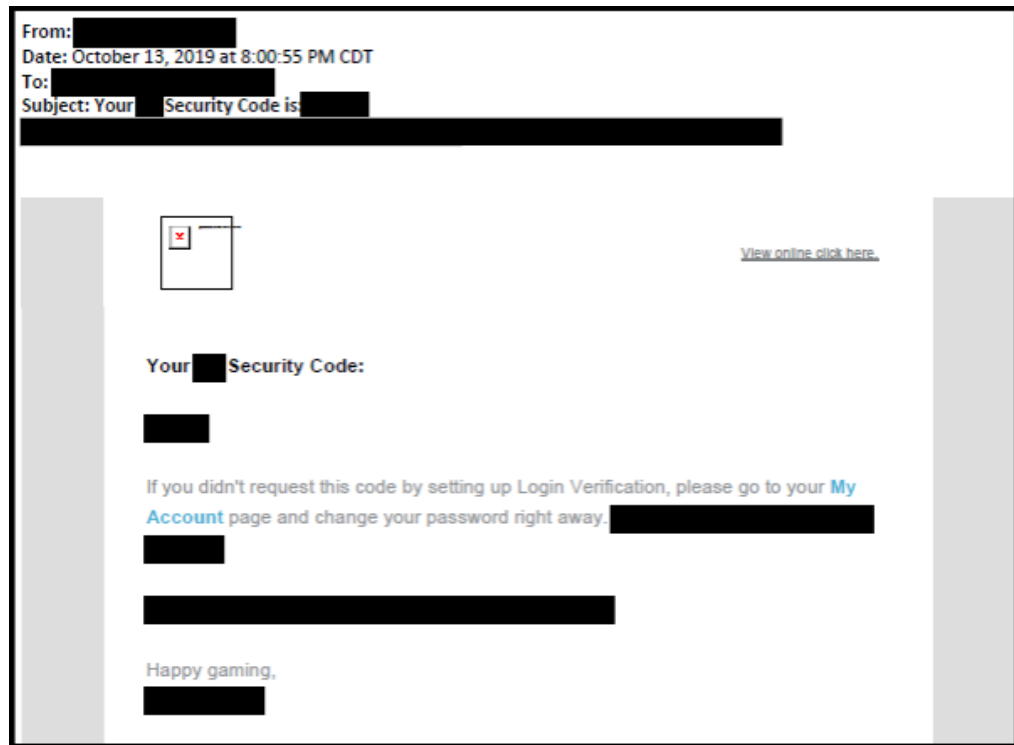 From:
Date: October 13, 2019 at 8:00:55 PM CDT
To:
Subject: Your Security Code is:
View online click here.
Your Security Code:
If you didn't request this code by setting up Login Verification, please go to your My
Account page and change your password right away.
Happy gaming,